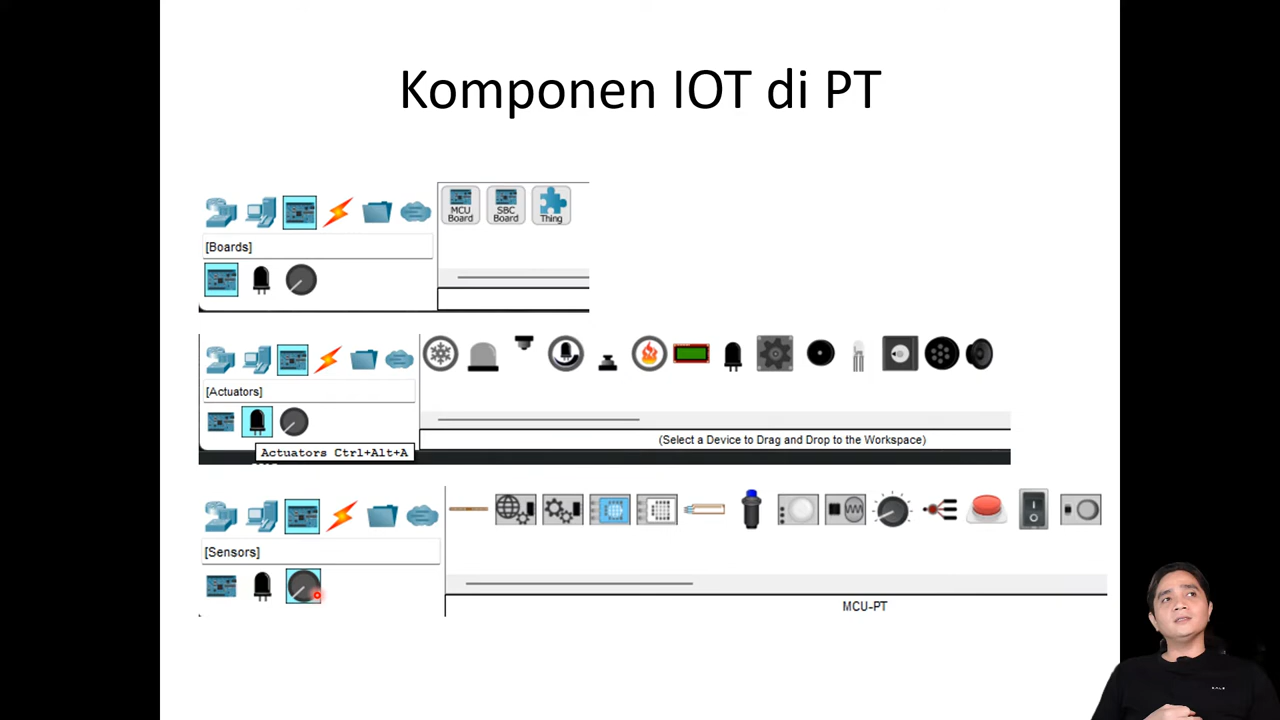 Komponen IOT di PT
MCU
Board
SBC
Board
Thing
[Boards]
[Actuators]
(Select a Device to Drag and Drop to the Workspace)
Actuators Ctrl+Alt+A
[Sensors]
MCU-PT